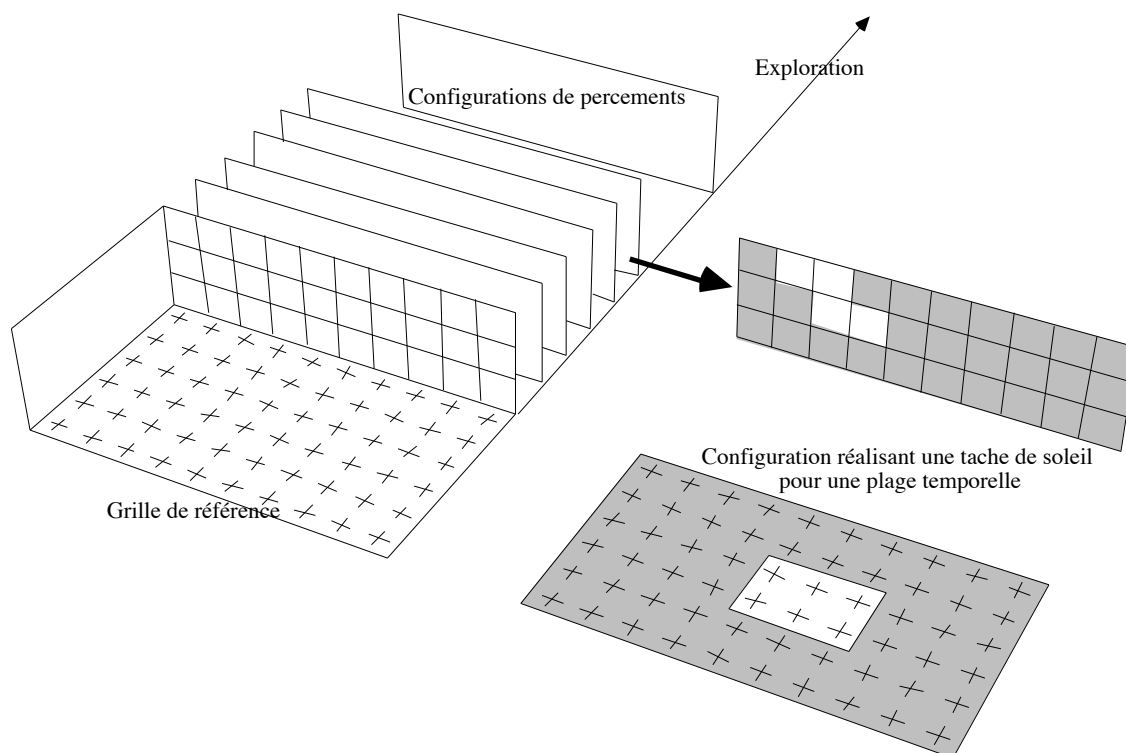 Exploration
Configurations de percements
Configuration réalisant une tache de soleil
pour une plage temporelle
Grille de référence